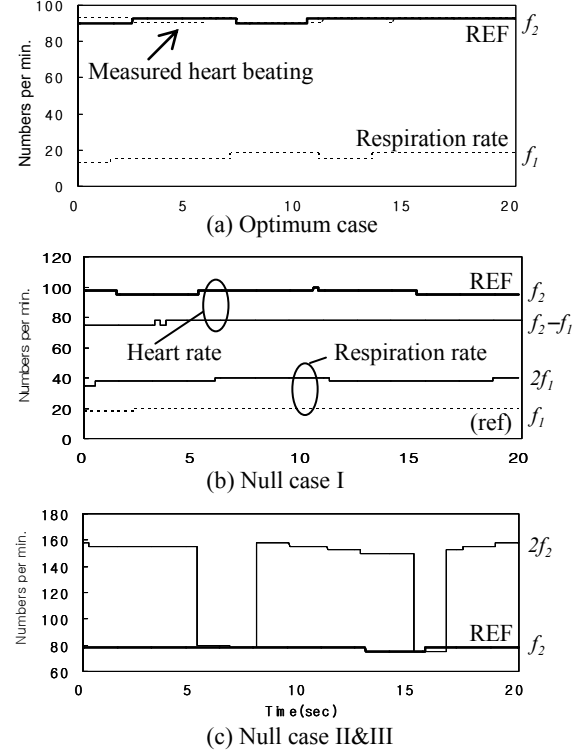 100
80
60
40
20
0
Numbers per min.
REF
f2
Measured heart beating
Respiration rate
f1
0 5 10 15 20
(a) Optimum case
120
100
80
60
40
20
0
Numbers per min.
REF
f2
f2−f1
Heart rate
Respiration rate
2f1
(ref)
f1
0 5 10 15 20
(b) Null case I
180
160
140
120
100
80
60
Numbers per min.
2f2
REF
f2
0 5 10 15 20
Time(sec)
(c) Null case II&III